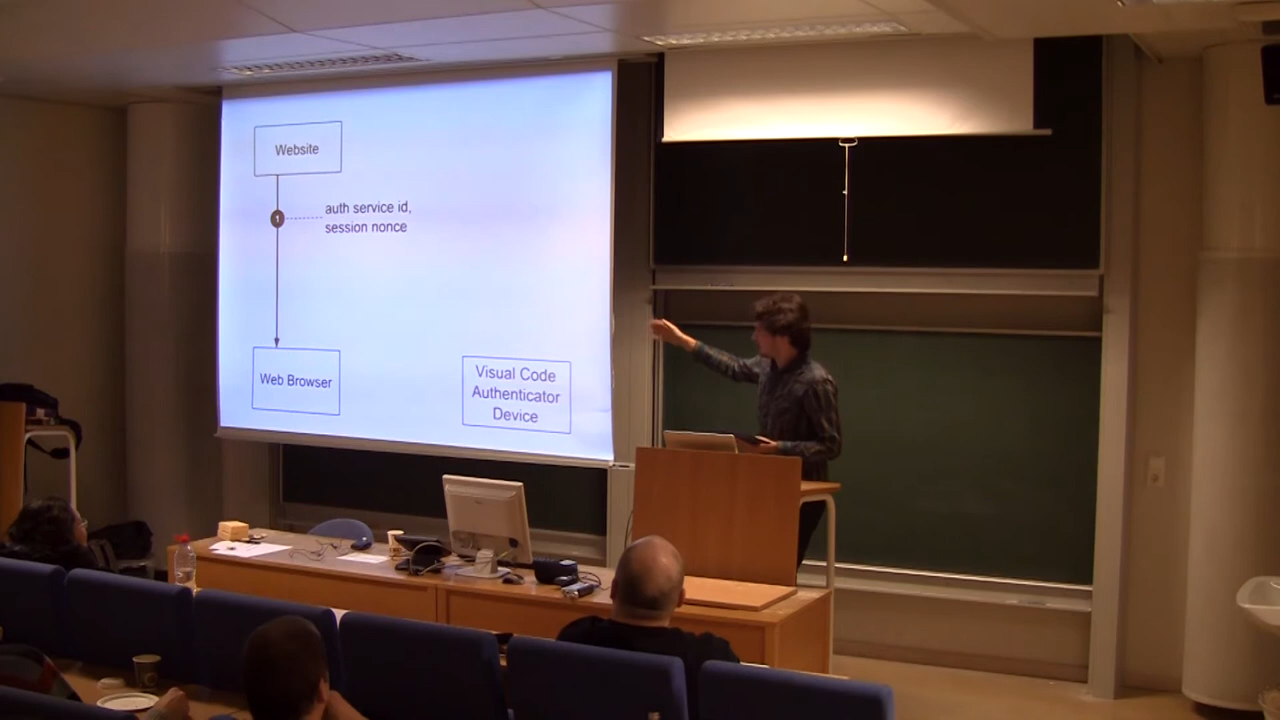 Website
1
auth service id,
session nonce
Web Browser
Visual Code
Authenticator
Device